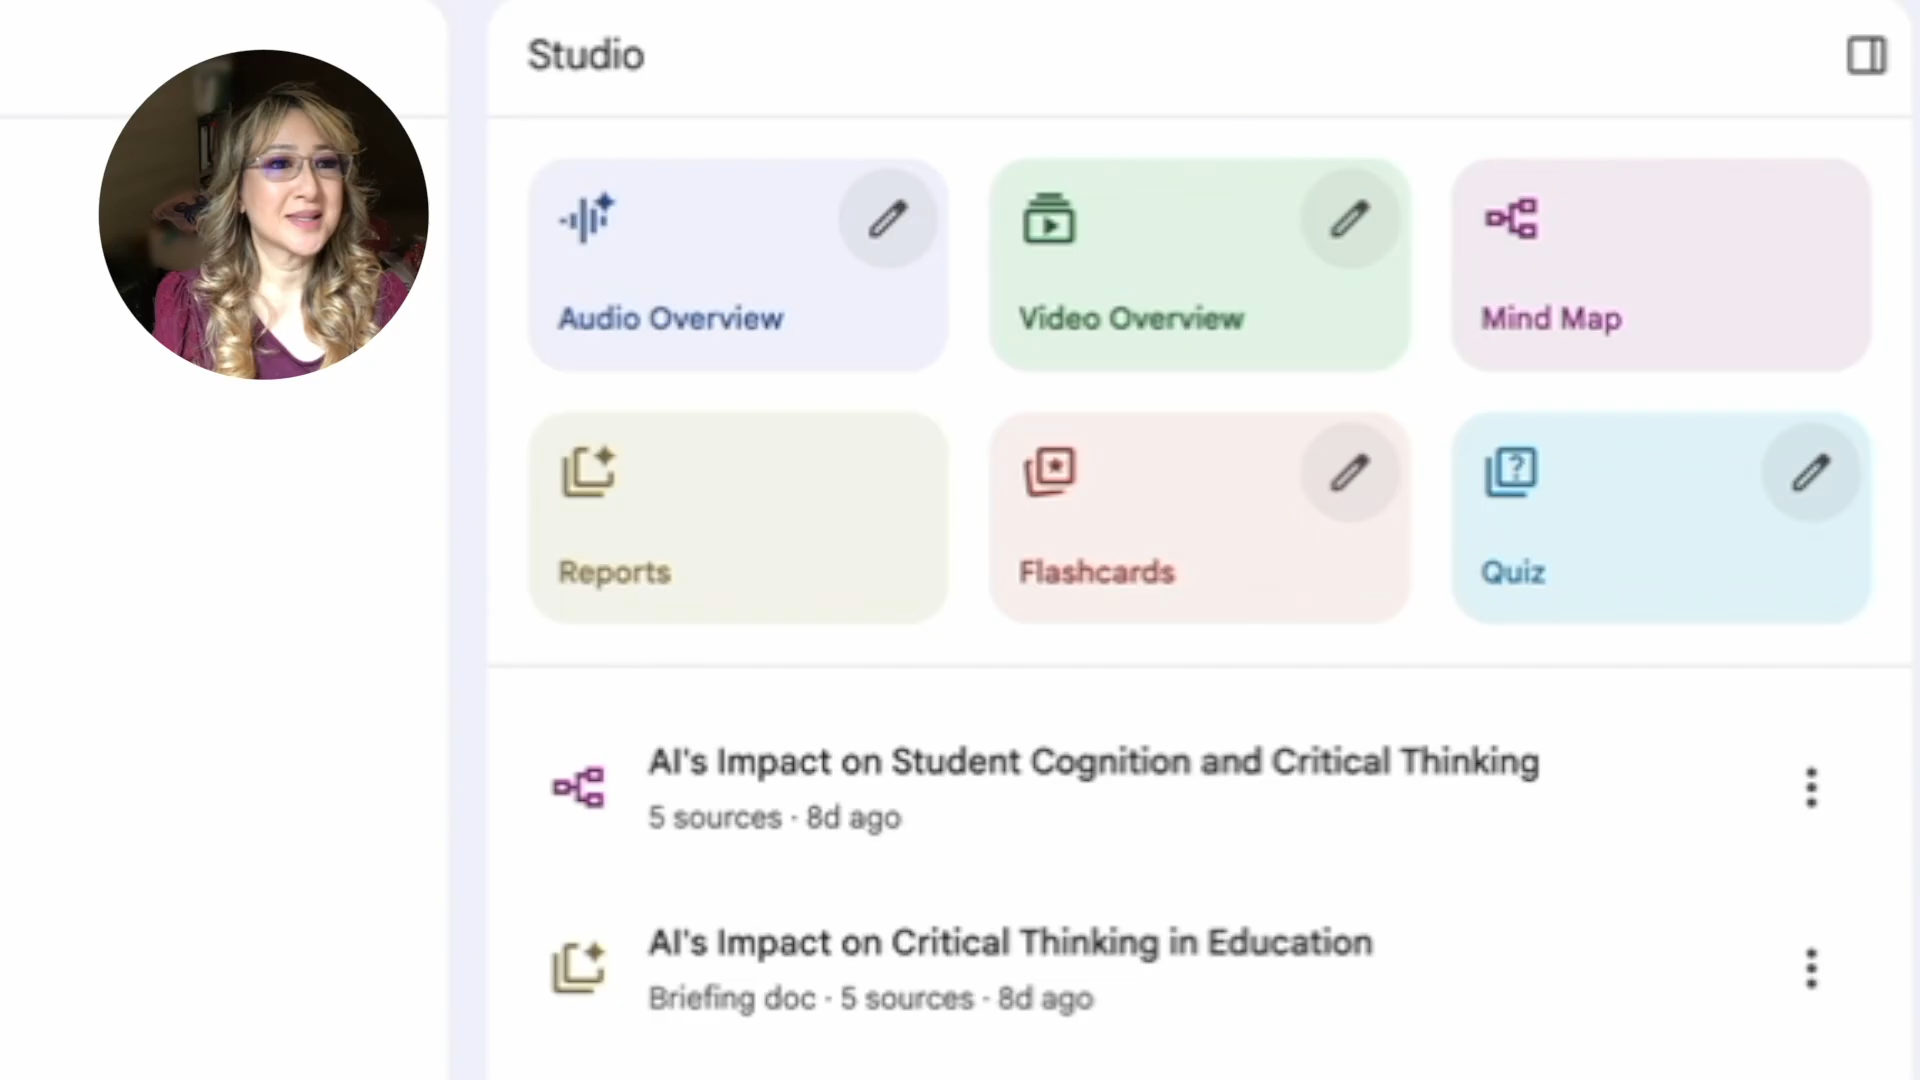 Studio
Audio Overview
Video Overview
Mind Map
Reports
Flashcards
Quiz
AI's Impact on Student Cognition and Critical Thinking
5 sources · 8d ago
AI's Impact on Critical Thinking in Education
Briefing doc · 5 sources · 8d ago